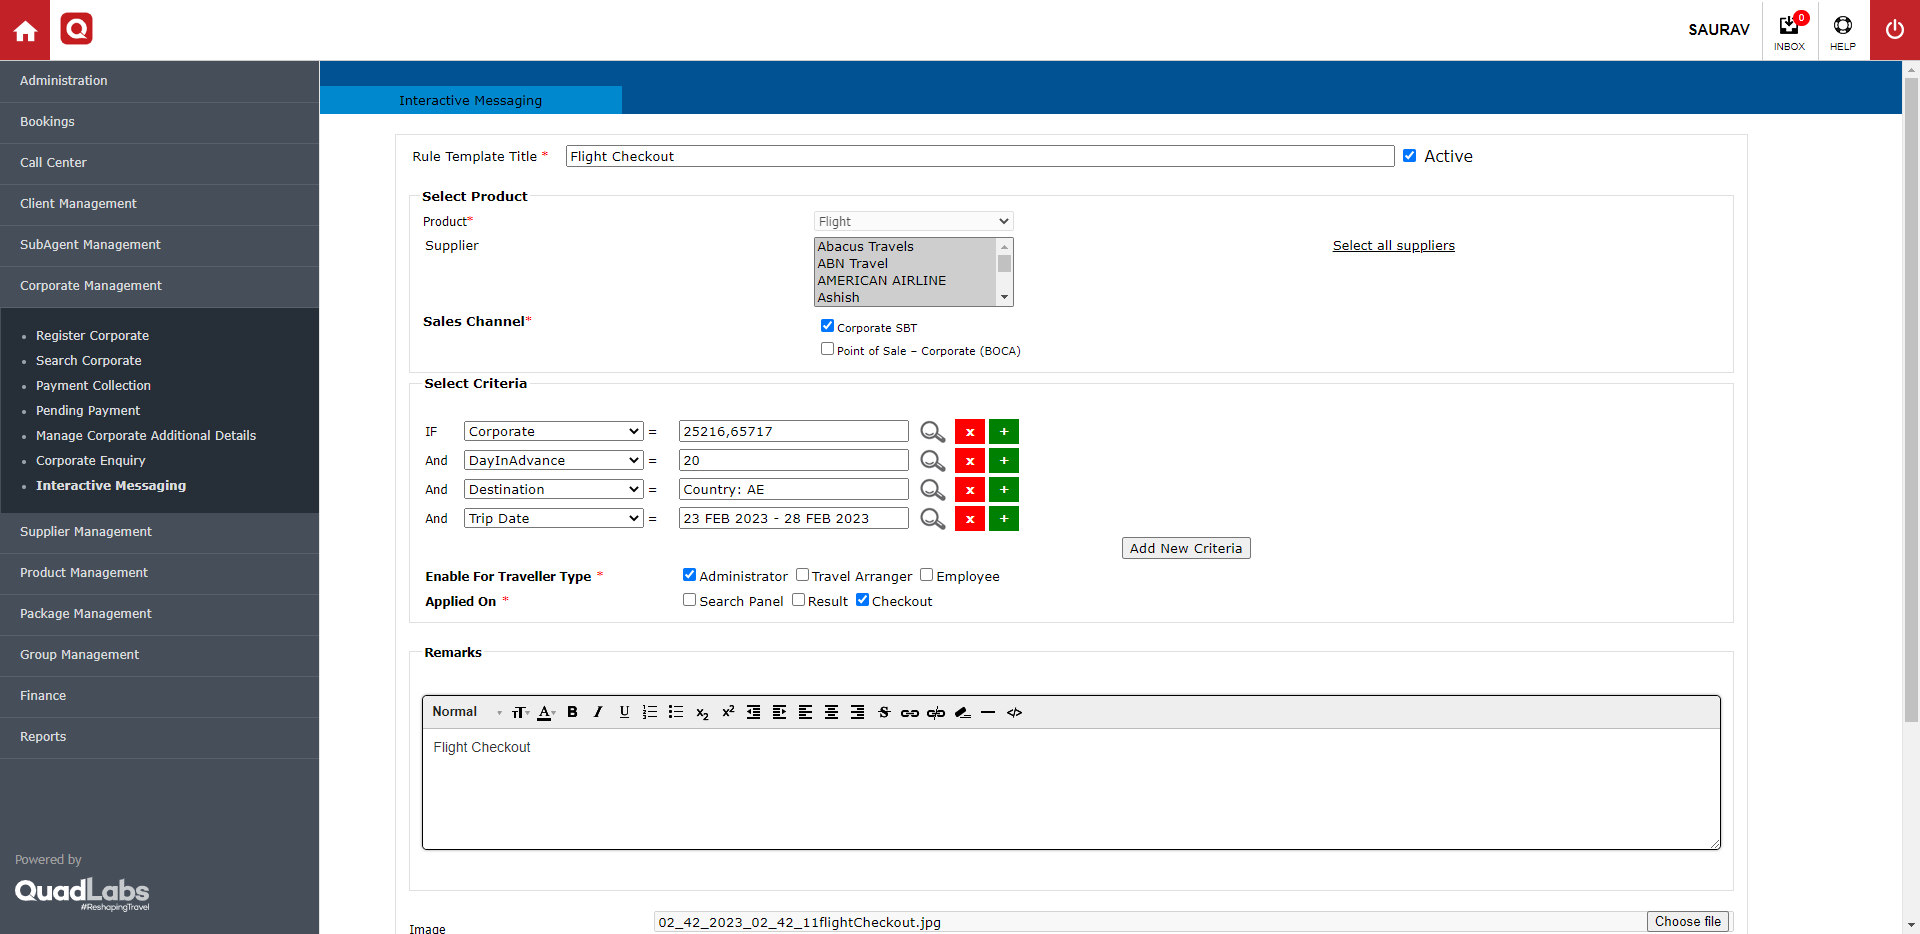 SAURAV
0
INBOX
HELP
Administration
Bookings
Call Center
Client Management
SubAgent Management
Corporate Management
Register Corporate
Search Corporate
Payment Collection
Pending Payment
Manage Corporate Additional Details
Corporate Enquiry
Interactive Messaging
Supplier Management
Product Management
Package Management
Group Management
Finance
Reports
Powered by
QuadLabs
#ReshapingTravel
Interactive Messaging
Rule Template Title * Flight Checkout Active
Select Product
Product* Flight
Supplier Abacus Travels Select all suppliers
ABN Travel
AMERICAN AIRLINE
Ashish
Sales Channel* Corporate SBT
Point of Sale – Corporate (BOCA)
Select Criteria
IF Corporate = 25216,65717 x +
And DayInAdvance = 20 x +
And Destination = Country: AE x +
And Trip Date = 23 FEB 2023 - 28 FEB 2023 x +
Add New Criteria
Enable For Traveller Type * Administrator Travel Arranger Employee
Applied On * Search Panel Result Checkout
Remarks
Normal
Flight Checkout
Image 02_42_2023_02_42_11flightCheckout.jpg Choose file